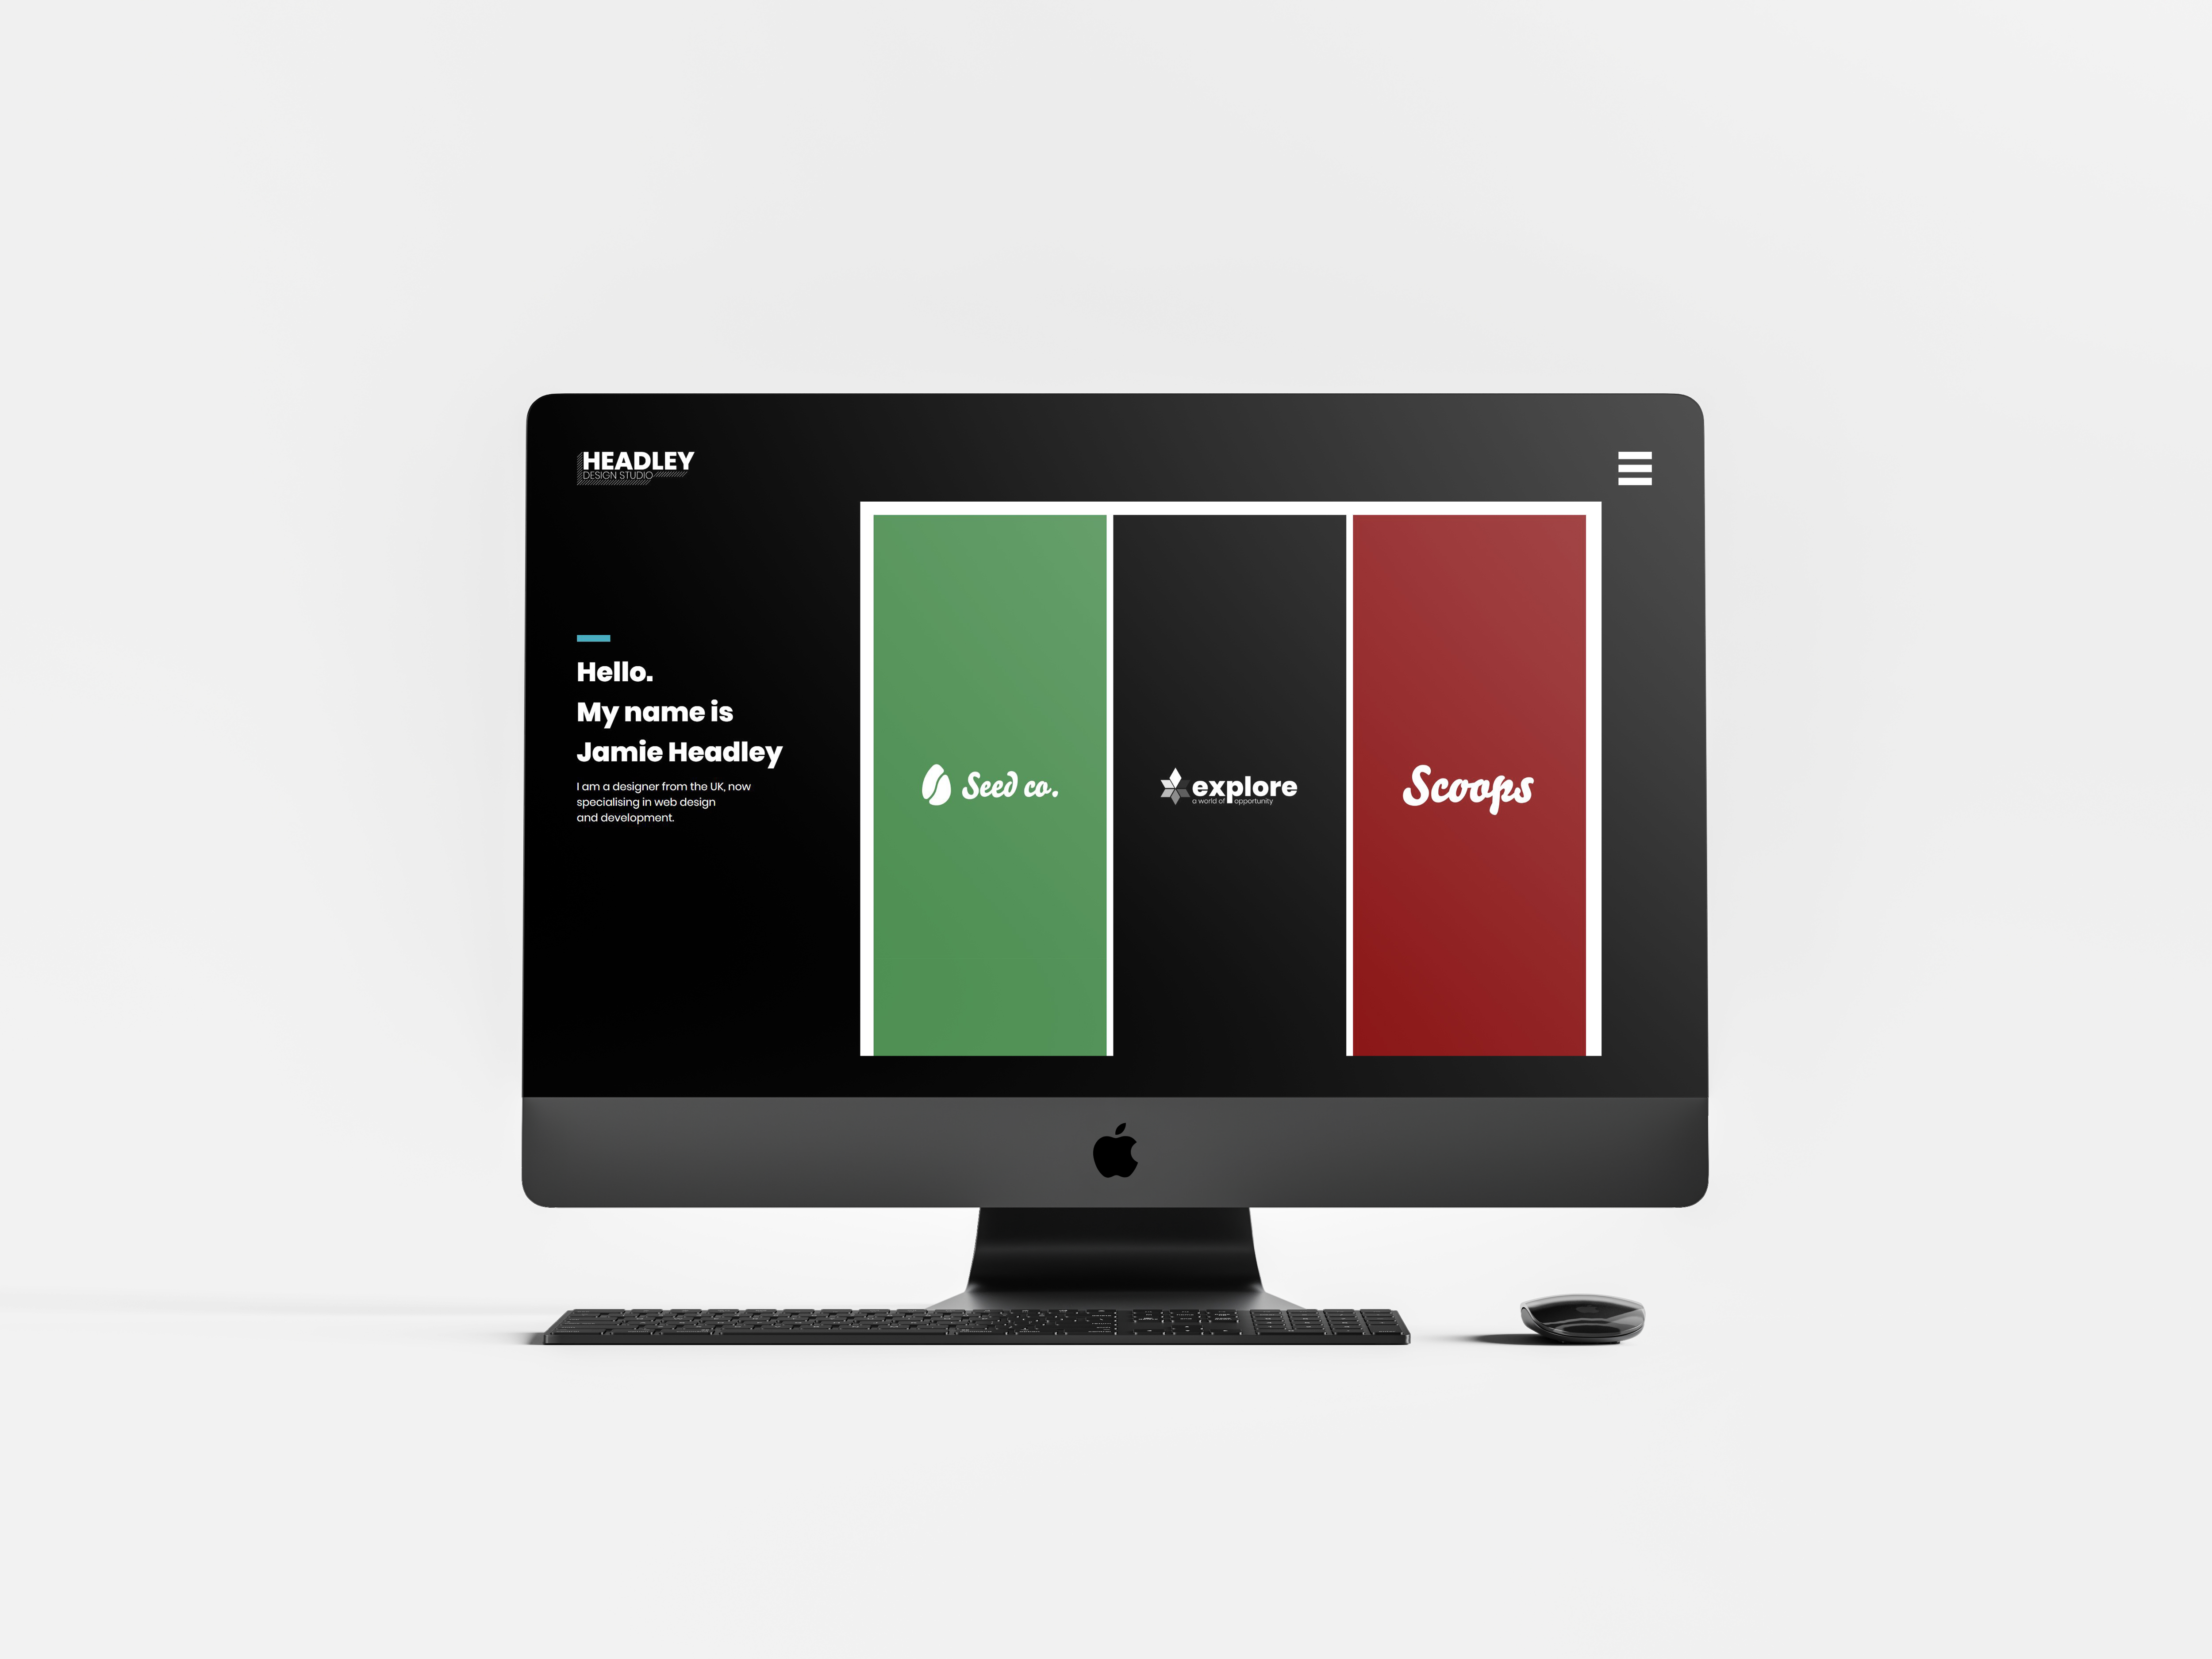 HEADLEY
DESIGN STUDIO
Hello.
My name is
Jamie Headley
I am a designer from the UK, now
specialising in web design
and development.
Seed co.
explore
a world of opportunity
Scoops